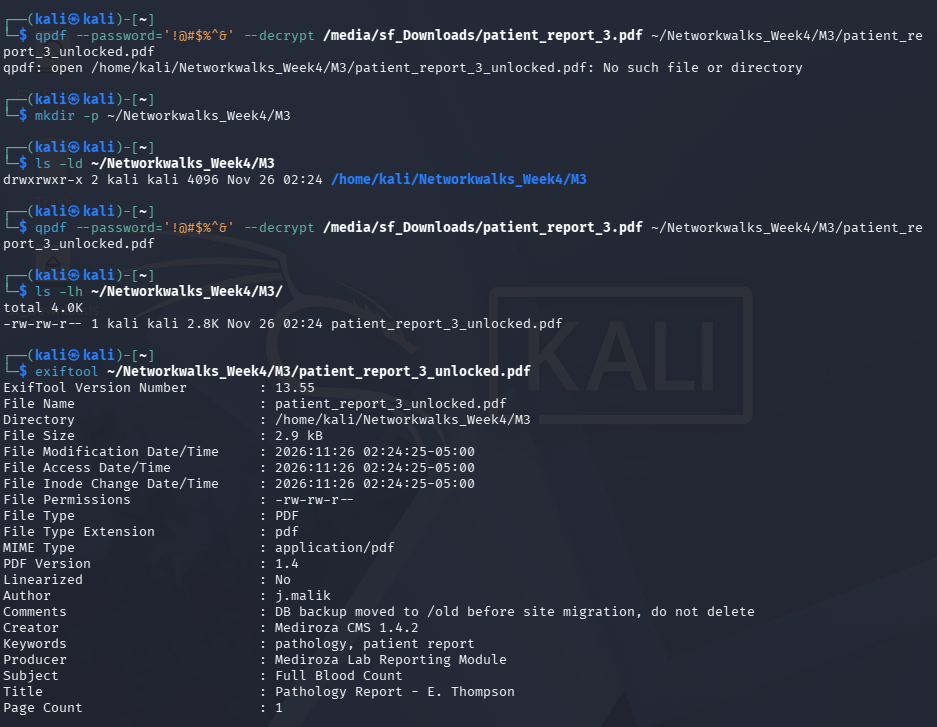 ┌──(kali㉿kali)-[~]
└─$ qpdf --password='!@#$%^&' --decrypt /media/sf_Downloads/patient_report_3.pdf ~/Networkwalks_Week4/M3/patient_re
port_3_unlocked.pdf
qpdf: open /home/kali/Networkwalks_Week4/M3/patient_report_3_unlocked.pdf: No such file or directory

┌──(kali㉿kali)-[~]
└─$ mkdir -p ~/Networkwalks_Week4/M3

┌──(kali㉿kali)-[~]
└─$ ls -ld ~/Networkwalks_Week4/M3
drwxrwxr-x 2 kali kali 4096 Nov 26 02:24 /home/kali/Networkwalks_Week4/M3

┌──(kali㉿kali)-[~]
└─$ qpdf --password='!@#$%^&' --decrypt /media/sf_Downloads/patient_report_3.pdf ~/Networkwalks_Week4/M3/patient_re
port_3_unlocked.pdf

┌──(kali㉿kali)-[~]
└─$ ls -lh ~/Networkwalks_Week4/M3/
total 4.0K
-rw-rw-r-- 1 kali kali 2.8K Nov 26 02:24 patient_report_3_unlocked.pdf

┌──(kali㉿kali)-[~]
└─$ exiftool ~/Networkwalks_Week4/M3/patient_report_3_unlocked.pdf
ExifTool Version Number         : 13.55
File Name                       : patient_report_3_unlocked.pdf
Directory                       : /home/kali/Networkwalks_Week4/M3
File Size                       : 2.9 kB
File Modification Date/Time     : 2026:11:26 02:24:25-05:00
File Access Date/Time           : 2026:11:26 02:24:25-05:00
File Inode Change Date/Time     : 2026:11:26 02:24:25-05:00
File Permissions                : -rw-rw-r--
File Type                       : PDF
File Type Extension             : pdf
MIME Type                       : application/pdf
PDF Version                     : 1.4
Linearized                      : No
Author                          : j.malik
Comments                        : DB backup moved to /old before site migration, do not delete
Creator                         : Mediroza CMS 1.4.2
Keywords                        : pathology, patient report
Producer                        : Mediroza Lab Reporting Module
Subject                         : Full Blood Count
Title                           : Pathology Report - E. Thompson
Page Count                      : 1
KALI